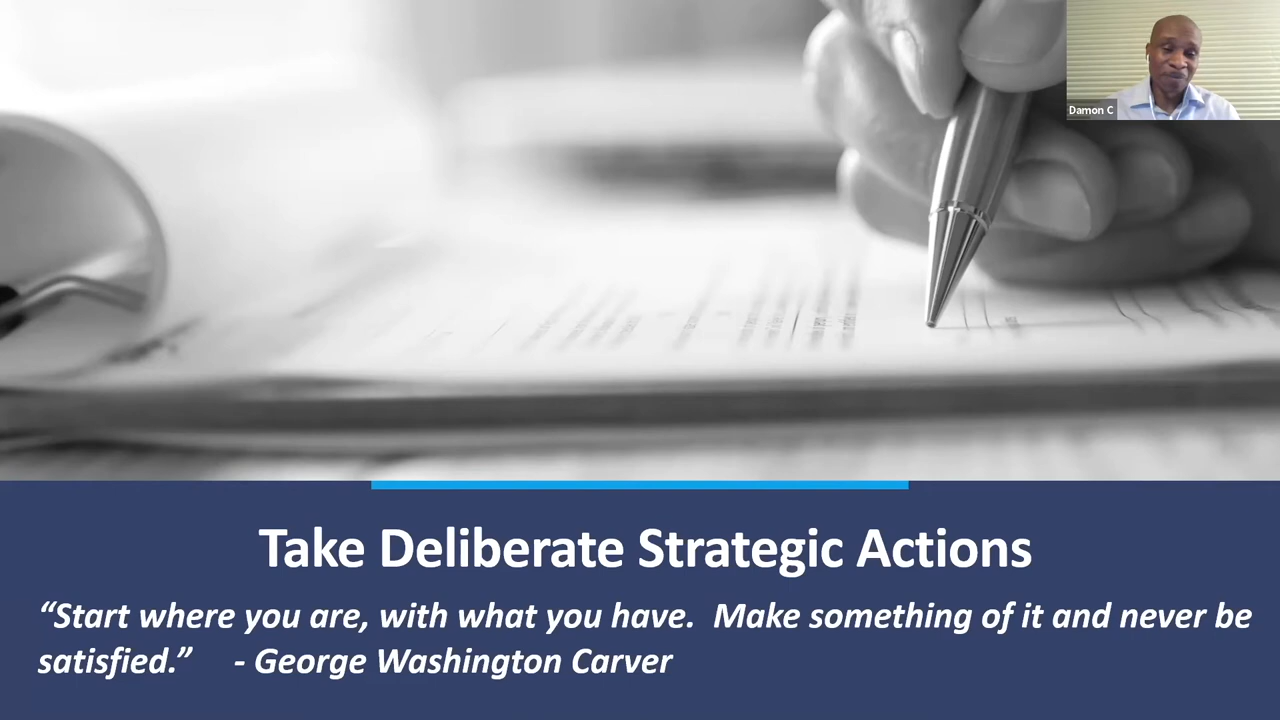 Damon C
Take Deliberate Strategic Actions
“Start where you are, with what you have.  Make something of it and never be
satisfied.”     - George Washington Carver